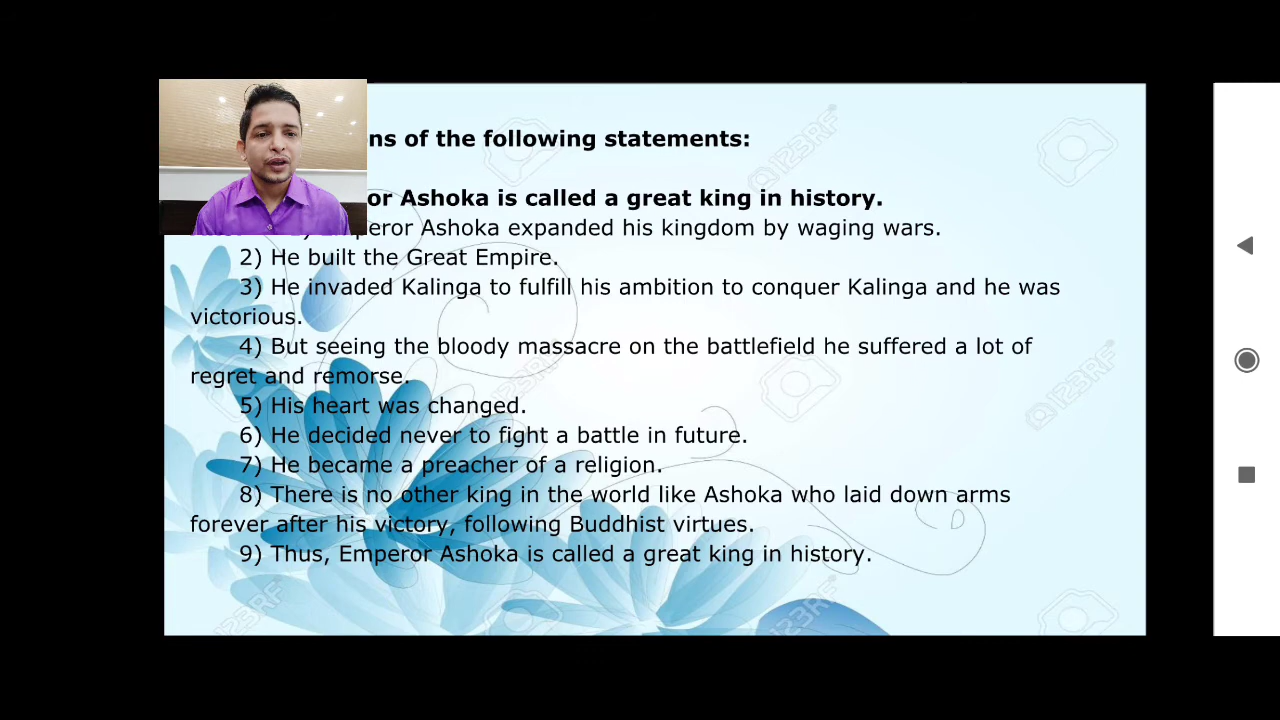 ns of the following statements:
or Ashoka is called a great king in history.
peror Ashoka expanded his kingdom by waging wars.
2) He built the Great Empire.
3) He invaded Kalinga to fulfill his ambition to conquer Kalinga and he was
victorious.
4) But seeing the bloody massacre on the battlefield he suffered a lot of
regret and remorse.
5) His heart was changed.
6) He decided never to fight a battle in future.
7) He became a preacher of a religion.
8) There is no other king in the world like Ashoka who laid down arms
forever after his victory, following Buddhist virtues.
9) Thus, Emperor Ashoka is called a great king in history.
123RF
123RF
123RF
123RF
123RF